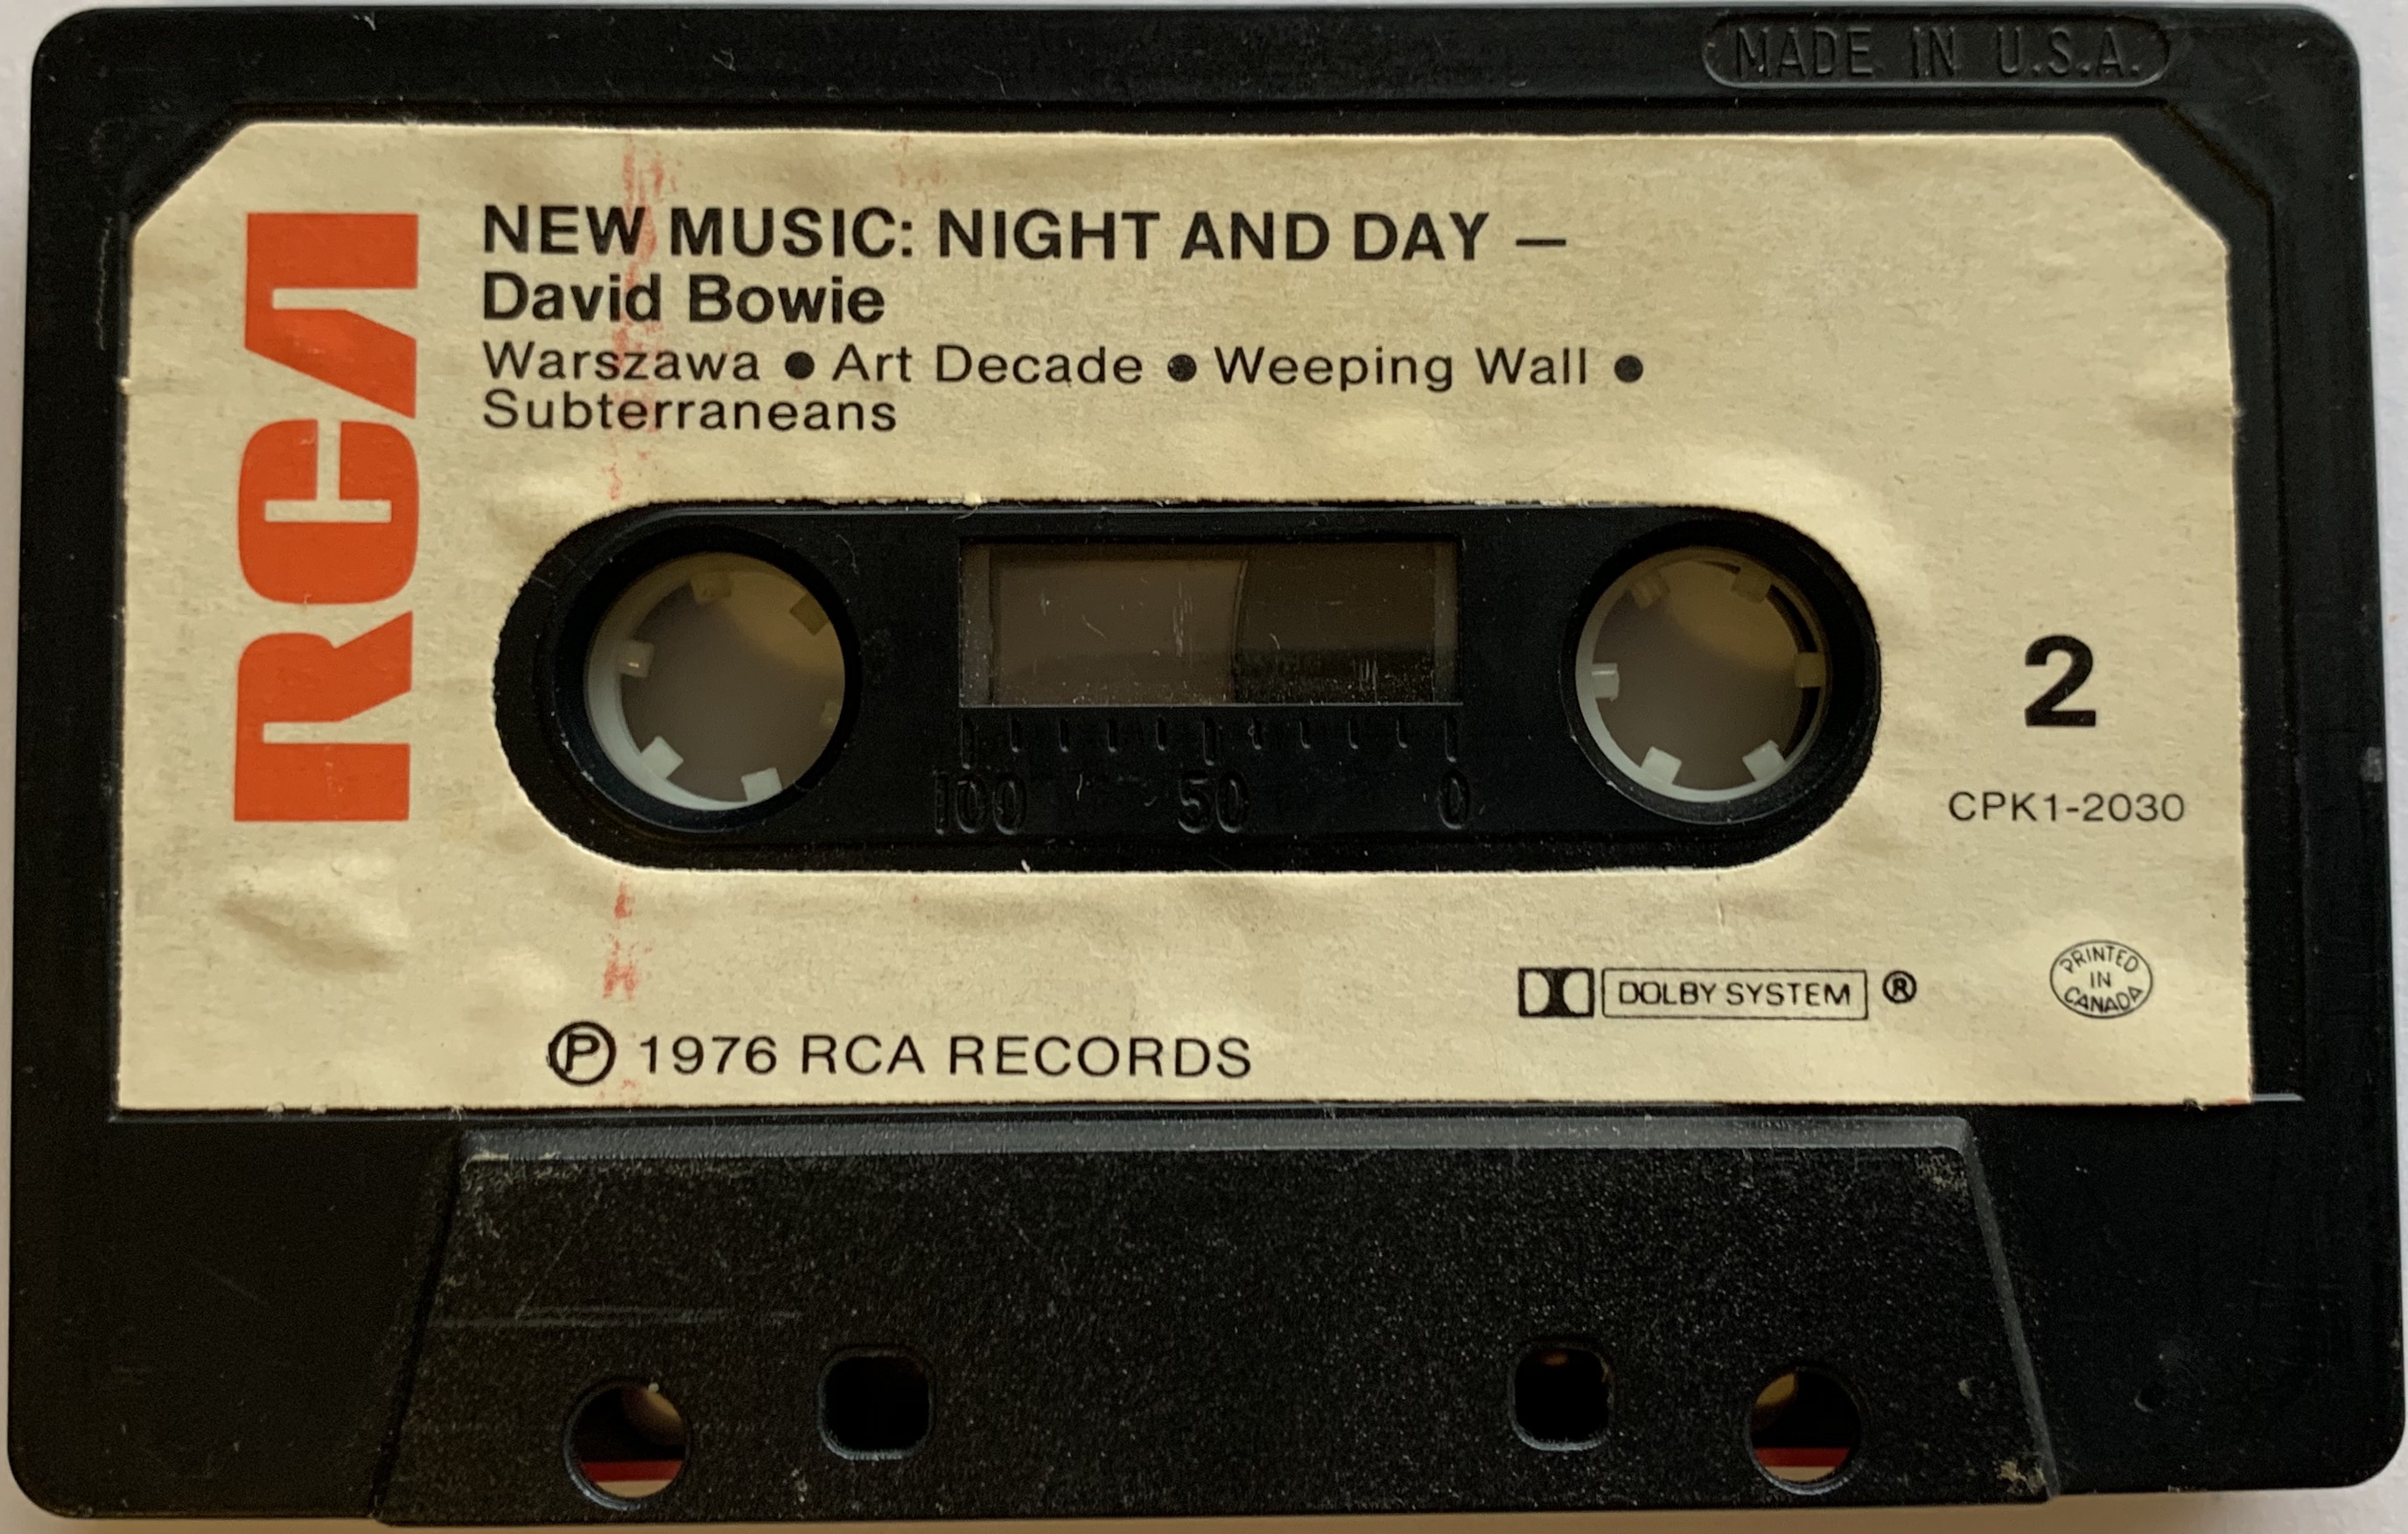 MADE IN U.S.A.
RCA
NEW MUSIC: NIGHT AND DAY —
David Bowie
Warszawa ● Art Decade ● Weeping Wall ●
Subterraneans
100 50 0
2
CPK1-2030
DOLBY SYSTEM ®
PRINTED
IN
CANADA
℗ 1976 RCA RECORDS